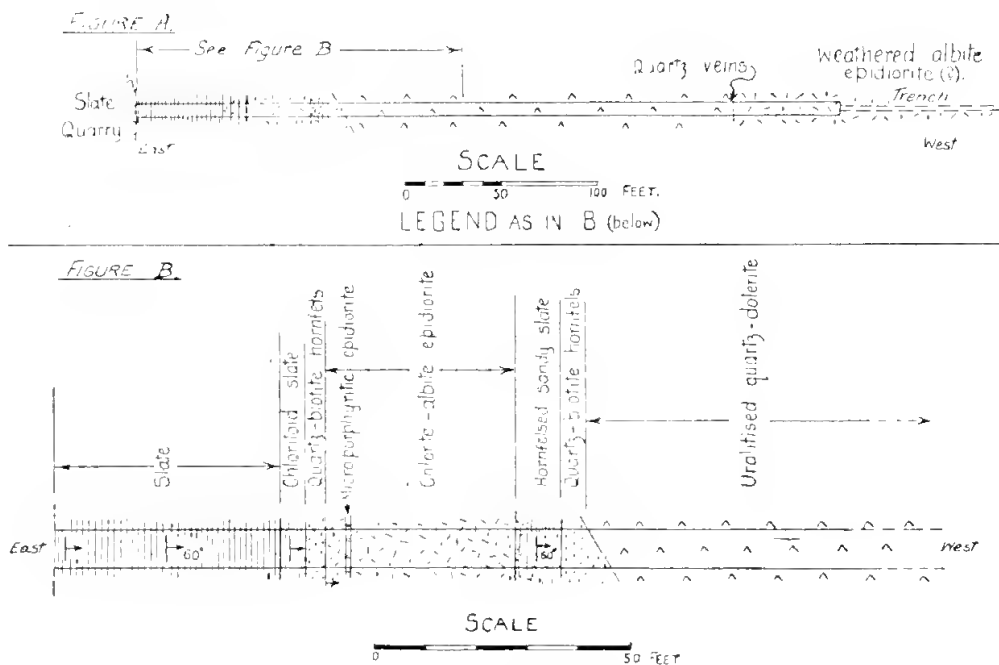 FIGURE A.
See Figure B
Quartz veins
weathered albite
epidiorite (?).
Trench
Slate
Quarry
East
West
SCALE
0 50 100 FEET.
LEGEND AS IN B (below)
FIGURE B.
Slate
Chloritoid slate
Quartz-biotite hornfels
Micropurphyritic epidiorite
Chlorite-albite epidiorite
Hornfelsed sandy slate
Quartz-biotite hornfels
Uralitised quartz-dolerite
East
60°
60°
West
SCALE
0 50 FEET